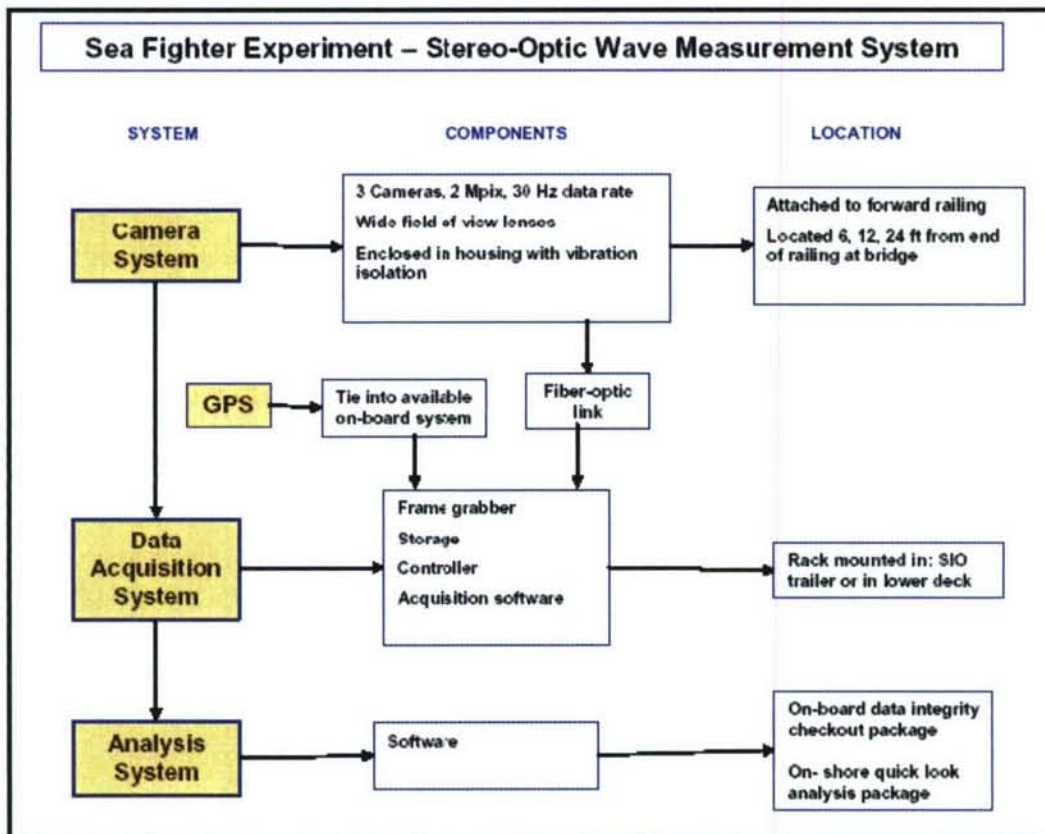 Sea Fighter Experiment – Stereo-Optic Wave Measurement System
SYSTEM
COMPONENTS
LOCATION
Camera
System
3 Cameras, 2 Mpix, 30 Hz data rate
Wide field of view lenses
Enclosed in housing with vibration
isolation
Attached to forward railing
Located 6, 12, 24 ft from end
of railing at bridge
GPS
Tie into available
on-board system
Fiber-optic
link
Data
Acquisition
System
Frame grabber
Storage
Controller
Acquisition software
Rack mounted in: SIO
trailer or in lower deck
Analysis
System
Software
On-board data integrity
checkout package
On- shore quick look
analysis package